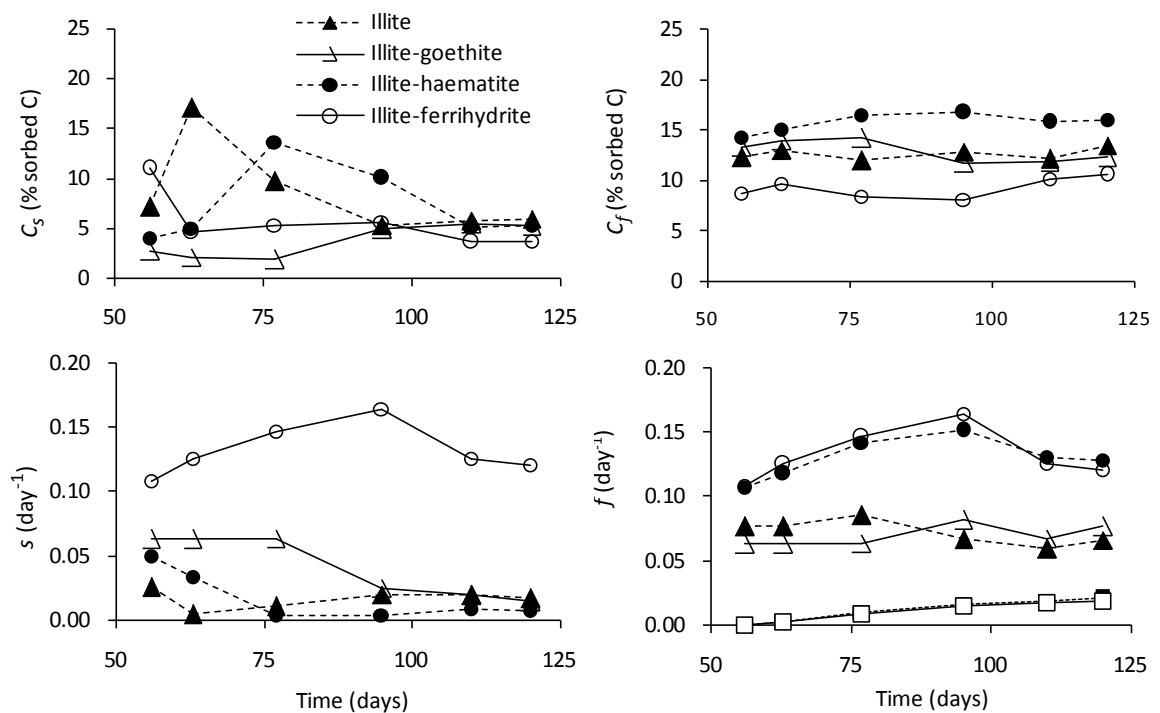 25
20
15
10
5
0
C_s (% sorbed C)
50 75 100 125
Illite
Illite-goethite
Illite-haematite
Illite-ferrihydrite
25
20
15
10
5
0
C_f (% sorbed C)
50 75 100 125
0.20
0.15
0.10
0.05
0.00
s (day⁻¹)
50 75 100 125
Time (days)
0.20
0.15
0.10
0.05
0.00
f (day⁻¹)
50 75 100 125
Time (days)